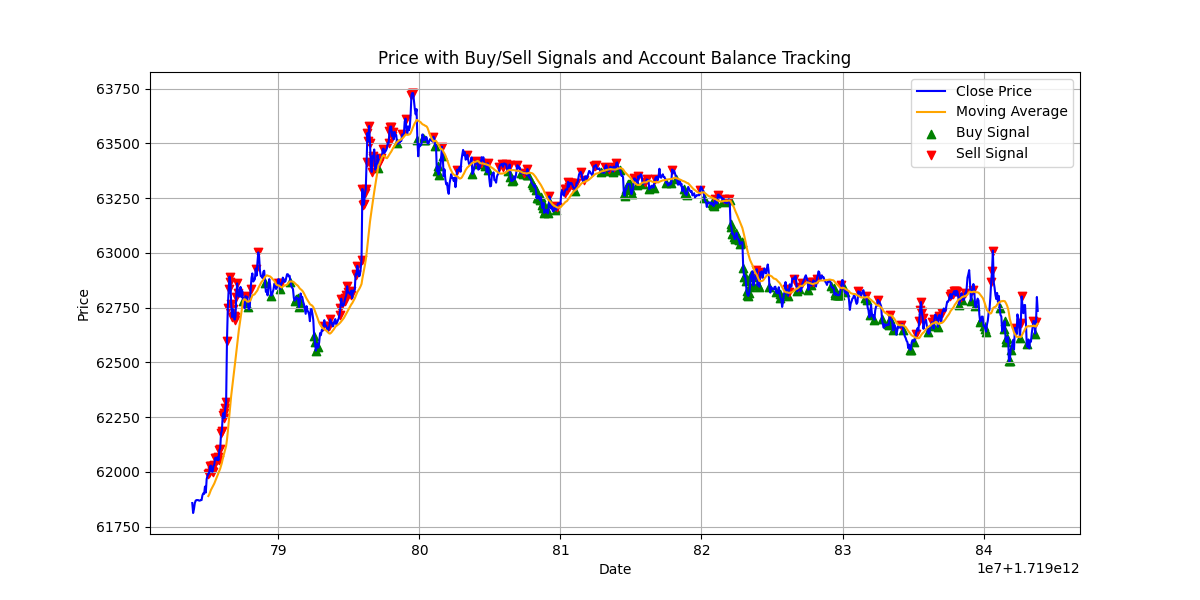 Price with Buy/Sell Signals and Account Balance Tracking
Close Price
Moving Average
Buy Signal
Sell Signal
63750
63500
63250
63000
62750
62500
62250
62000
61750
Price
79 80 81 82 83 84
Date
1e7+1.719e12